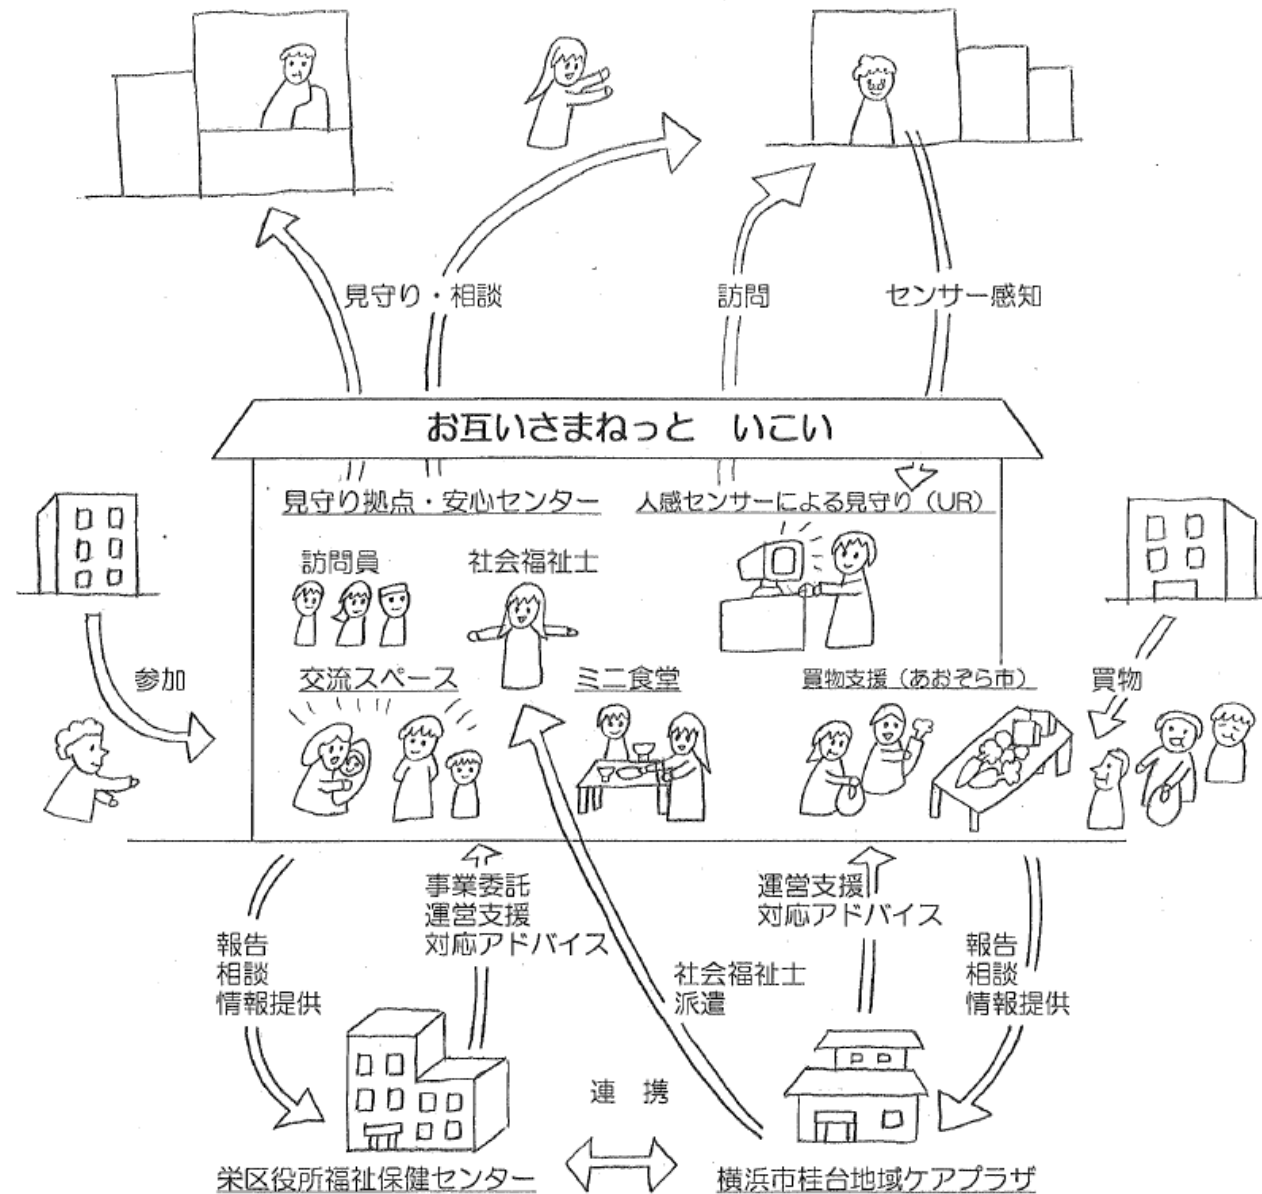 見守り・相談
訪問
センサー感知
お互いさまねっと　いこい
見守り拠点・安心センター
人感センサーによる見守り（UR）
訪問員
社会福祉士
参加
交流スペース
ミニ食堂
買物支援（あおぞら市）
買物
事業委託
運営支援
対応アドバイス
運営支援
対応アドバイス
報告
相談
情報提供
社会福祉士
派遣
報告
相談
情報提供
連　携
栄区役所福祉保健センター
横浜市桂台地域ケアプラザ